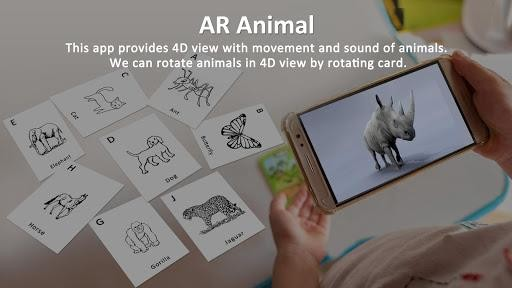 AR Animal
This app provides 4D view with movement and sound of animals.
We can rotate animals in 4D view by rotating card.
A
Ant
Cat
E
Elephant
D
Dog
B
Butterfly
H
Horse
G
Gorilla
J
Jaguar